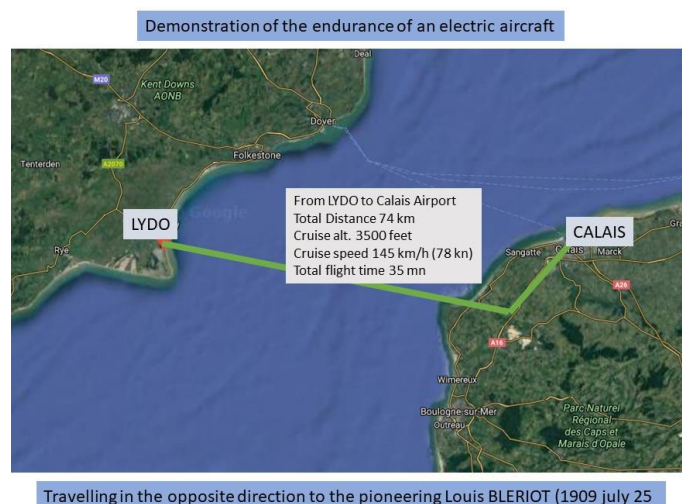 Demonstration of the endurance of an electric aircraft
Deal
M20
Kent Downs
AONB
Dover
Tenterden
A2070
Folkestone
From LYDO to Calais Airport
Total Distance 74 km
Cruise alt. 3500 feet
Cruise speed 145 km/h (78 kn)
Total flight time 35 mn
Google
LYDO
CALAIS
Rye
Sangatte
Calais
Marck
A26
A16
Wimereux
Boulogne-sur-Mer
Outreau
Parc Naturel
Régional
des Caps et
Marais d'Opale
Travelling in the opposite direction to the pioneering Louis BLERIOT (1909 july 25